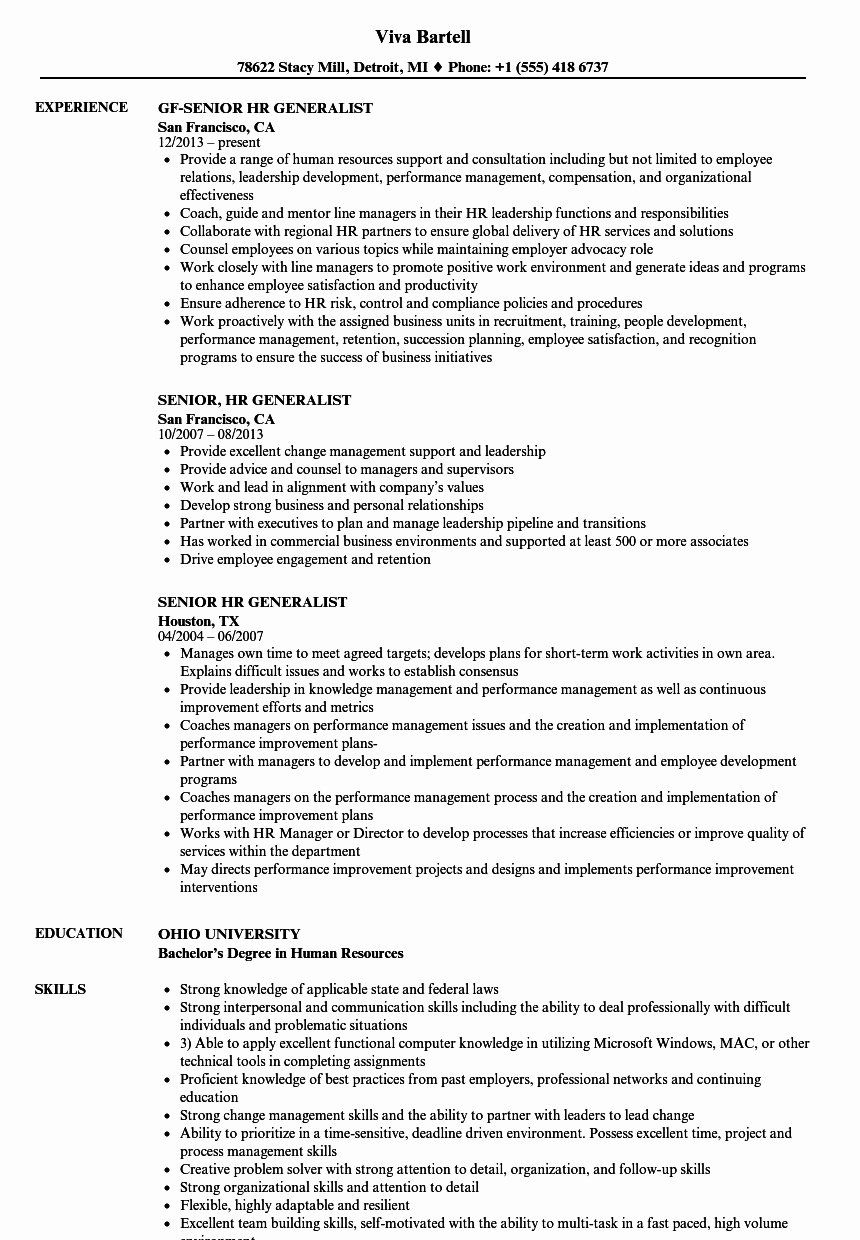 Viva Bartell
78622 Stacy Mill, Detroit, MI ♦ Phone: +1 (555) 418 6737
EXPERIENCE
GF-SENIOR HR GENERALIST
San Francisco, CA
12/2013 – present
• Provide a range of human resources support and consultation including but not limited to employee
relations, leadership development, performance management, compensation, and organizational
effectiveness
• Coach, guide and mentor line managers in their HR leadership functions and responsibilities
• Collaborate with regional HR partners to ensure global delivery of HR services and solutions
• Counsel employees on various topics while maintaining employer advocacy role
• Work closely with line managers to promote positive work environment and generate ideas and programs
to enhance employee satisfaction and productivity
• Ensure adherence to HR risk, control and compliance policies and procedures
• Work proactively with the assigned business units in recruitment, training, people development,
performance management, retention, succession planning, employee satisfaction, and recognition
programs to ensure the success of business initiatives
SENIOR, HR GENERALIST
San Francisco, CA
10/2007 – 08/2013
• Provide excellent change management support and leadership
• Provide advice and counsel to managers and supervisors
• Work and lead in alignment with company's values
• Develop strong business and personal relationships
• Partner with executives to plan and manage leadership pipeline and transitions
• Has worked in commercial business environments and supported at least 500 or more associates
• Drive employee engagement and retention
SENIOR HR GENERALIST
Houston, TX
04/2004 – 06/2007
• Manages own time to meet agreed targets; develops plans for short-term work activities in own area.
Explains difficult issues and works to establish consensus
• Provide leadership in knowledge management and performance management as well as continuous
improvement efforts and metrics
• Coaches managers on performance management issues and the creation and implementation of
performance improvement plans-
• Partner with managers to develop and implement performance management and employee development
programs
• Coaches managers on the performance management process and the creation and implementation of
performance improvement plans
• Works with HR Manager or Director to develop processes that increase efficiencies or improve quality of
services within the department
• May directs performance improvement projects and designs and implements performance improvement
interventions
EDUCATION
OHIO UNIVERSITY
Bachelor's Degree in Human Resources
SKILLS
• Strong knowledge of applicable state and federal laws
• Strong interpersonal and communication skills including the ability to deal professionally with difficult
individuals and problematic situations
• 3) Able to apply excellent functional computer knowledge in utilizing Microsoft Windows, MAC, or other
technical tools in completing assignments
• Proficient knowledge of best practices from past employers, professional networks and continuing
education
• Strong change management skills and the ability to partner with leaders to lead change
• Ability to prioritize in a time-sensitive, deadline driven environment. Possess excellent time, project and
process management skills
• Creative problem solver with strong attention to detail, organization, and follow-up skills
• Strong organizational skills and attention to detail
• Flexible, highly adaptable and resilient
• Excellent team building skills, self-motivated with the ability to multi-task in a fast paced, high volume